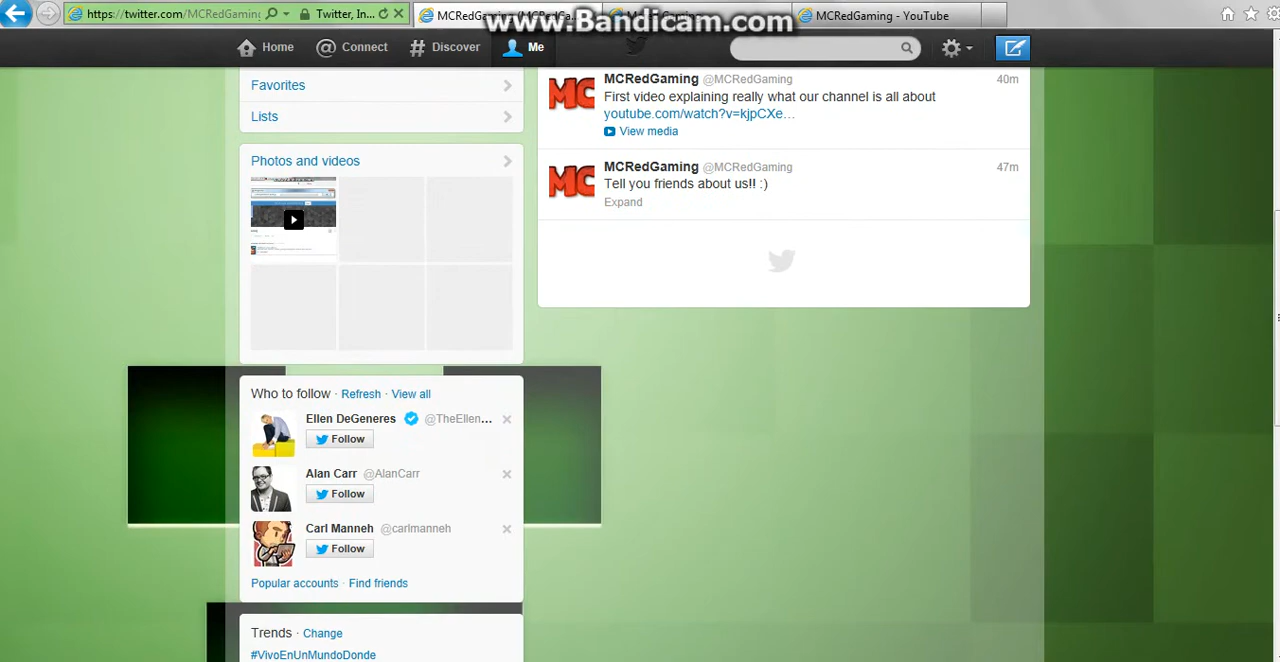 https://twitter.com/MCRedGaming
Twitter, In...
MCRedGaming (MCRedGa...
MCRedGaming - YouTube
www.Bandicam.com
Home
Connect
Discover
Me
Favorites
Lists
Photos and videos
MCRedGaming @MCRedGaming 40m
First video explaining really what our channel is all about
youtube.com/watch?v=kjpCXe...
View media
MCRedGaming @MCRedGaming 47m
Tell you friends about us!! :)
Expand
Who to follow · Refresh · View all
Ellen DeGeneres @TheEllen...
Follow
Alan Carr @AlanCarr
Follow
Carl Manneh @carlmanneh
Follow
Popular accounts · Find friends
Trends · Change
#VivoEnUnMundoDonde